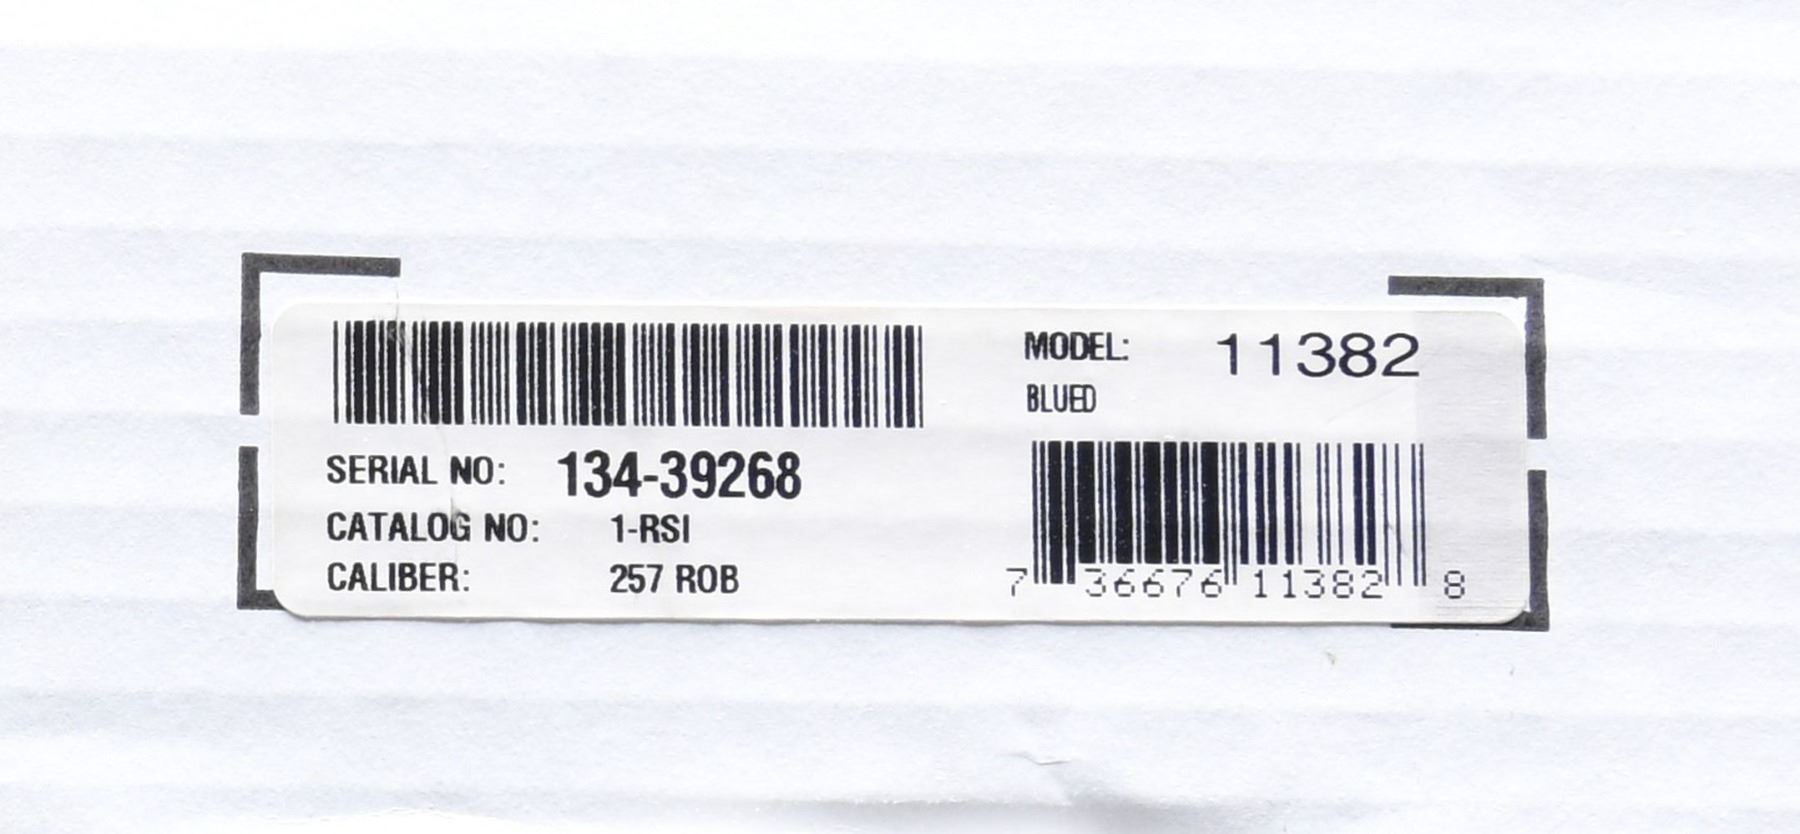 SERIAL NO: 134-39268
CATALOG NO: 1-RSI
CALIBER: 257 ROB
MODEL: 11382
BLUED
7 36676 11382 8